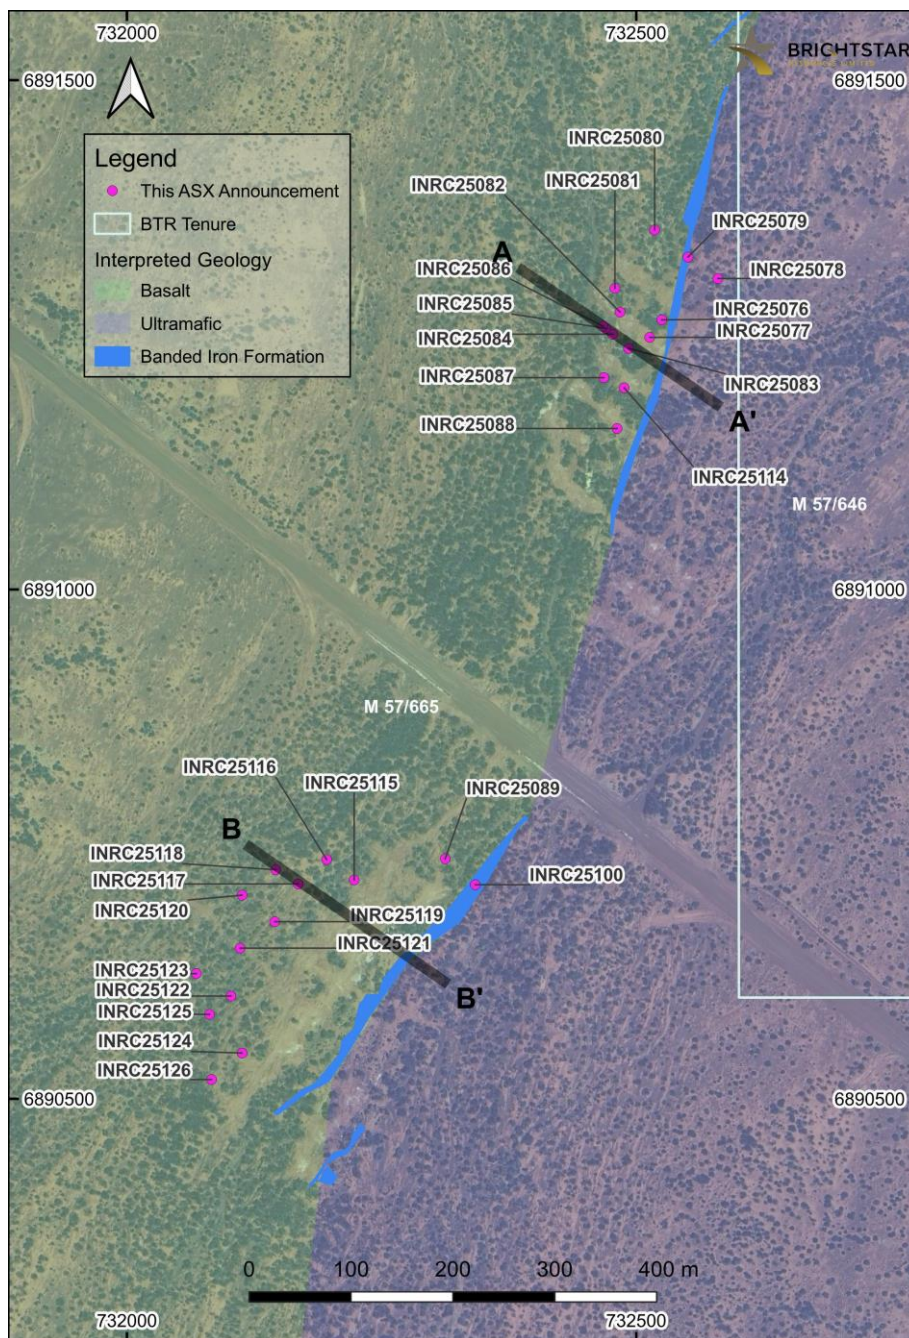 732000
732500
BRIGHTSTAR
6891500
6891500
Legend
This ASX Announcement
BTR Tenure
Interpreted Geology
Basalt
Ultramafic
Banded Iron Formation
INRC25080
INRC25082
INRC25081
INRC25079
A
INRC25086
INRC25078
INRC25085
INRC25076
INRC25084
INRC25077
INRC25087
INRC25083
A'
INRC25088
INRC25114
M 57/646
6891000
6891000
M 57/665
INRC25116
INRC25115
INRC25089
B
INRC25118
INRC25117
INRC25100
INRC25120
INRC25119
INRC25121
INRC25123
INRC25122
B'
INRC25125
INRC25124
INRC25126
6890500
6890500
0 100 200 300 400 m
732000
732500